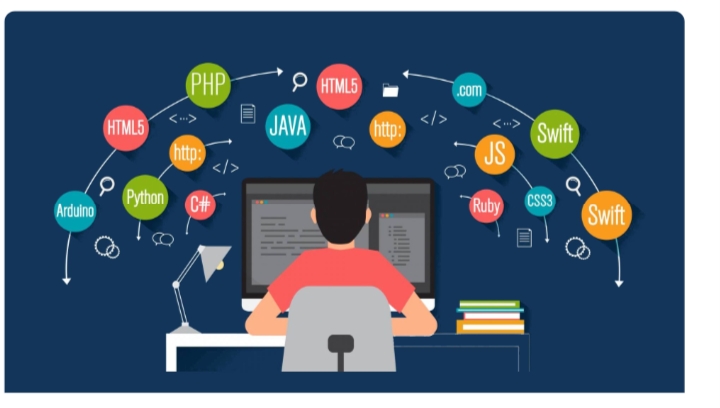 PHP
HTML5
.com
HTML5
JAVA
http:
Swift
http:
JS
Python
C#
Ruby
CSS3
Arduino
Swift